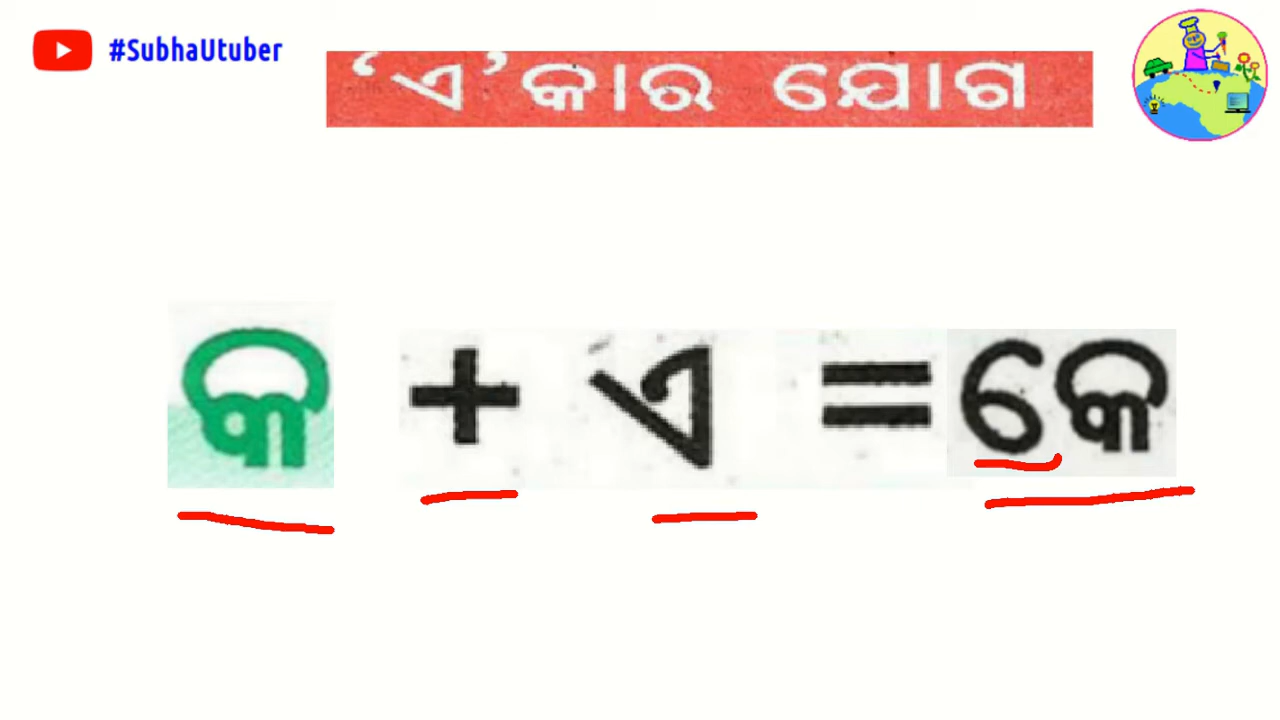 #SubhaUtuber
‘ଏ’କାର ଯୋଗ
କ + ଏ = କେ